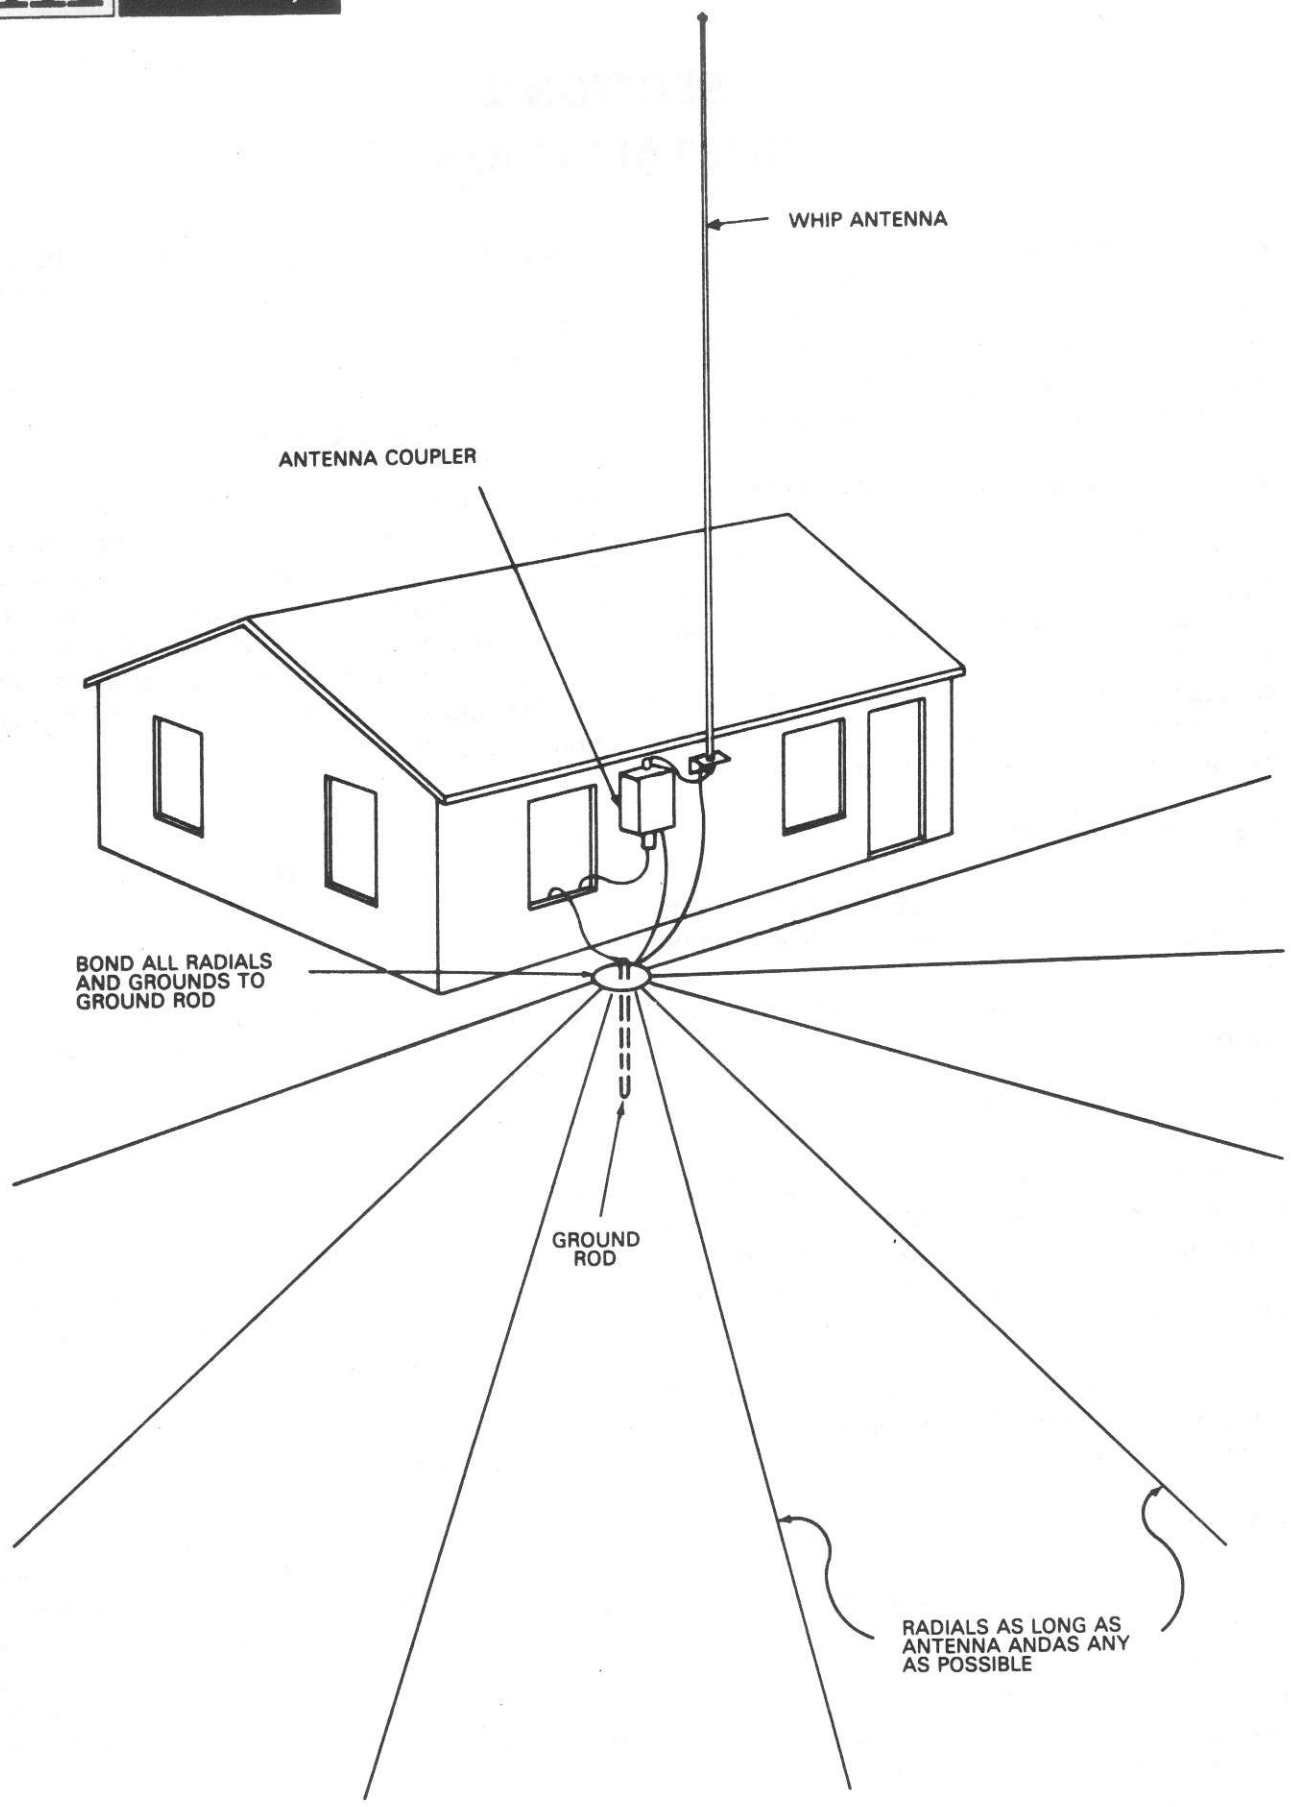 WHIP ANTENNA
ANTENNA COUPLER
BOND ALL RADIALS
AND GROUNDS TO
GROUND ROD
GROUND
ROD
RADIALS AS LONG AS
ANTENNA ANDAS ANY
AS POSSIBLE